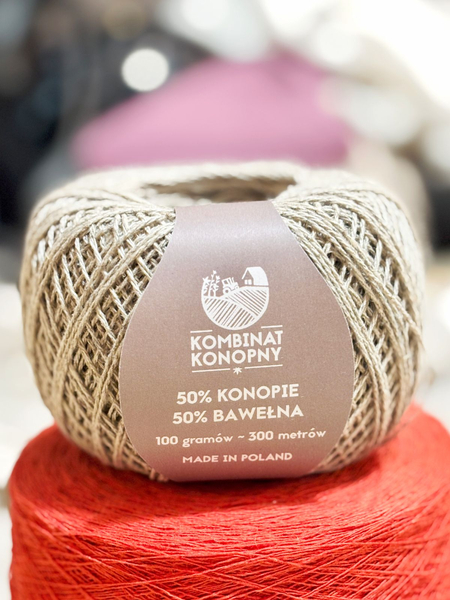 KOMBINAT
KONOPNY
50% KONOPIE
50% BAWEŁNA
100 gramów ~ 300 metrów
MADE IN POLAND